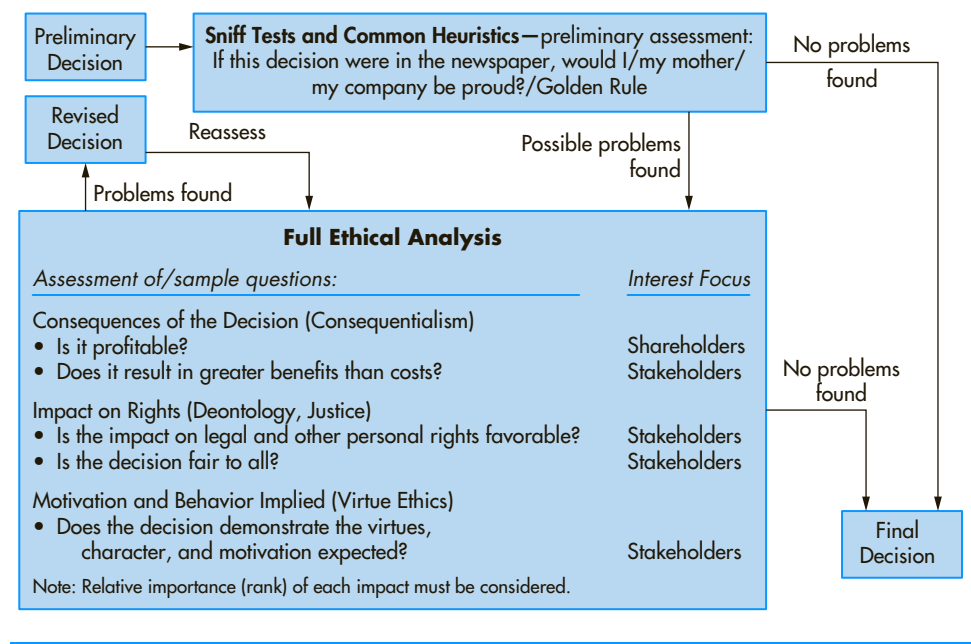 Preliminary
Decision
Sniff Tests and Common Heuristics—preliminary assessment:
If this decision were in the newspaper, would I/my mother/
my company be proud?/Golden Rule
No problems
found
Revised
Decision
Reassess
Possible problems
found
Problems found
Full Ethical Analysis
Assessment of/sample questions: Interest Focus
Consequences of the Decision (Consequentialism)
• Is it profitable? Shareholders
• Does it result in greater benefits than costs? Stakeholders
Impact on Rights (Deontology, Justice)
• Is the impact on legal and other personal rights favorable? Stakeholders
• Is the decision fair to all? Stakeholders
Motivation and Behavior Implied (Virtue Ethics)
• Does the decision demonstrate the virtues,
character, and motivation expected? Stakeholders
Note: Relative importance (rank) of each impact must be considered.
No problems
found
Final
Decision